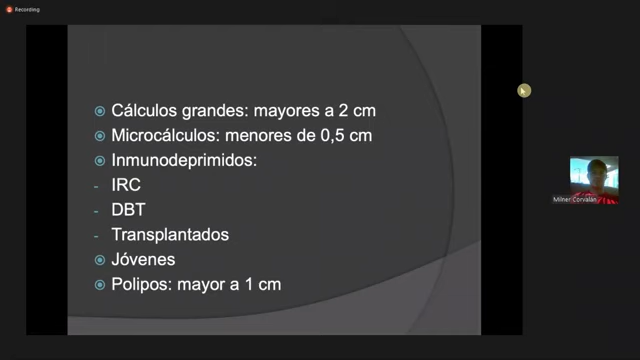 Recording
Cálculos grandes: mayores a 2 cm
Microcálculos: menores de 0,5 cm
Inmunodeprimidos:
- IRC
- DBT
- Transplantados
Jóvenes
Polipos: mayor a 1 cm
Milner Corvalán